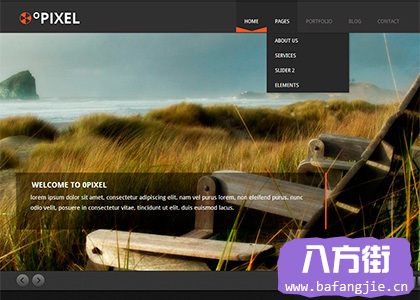 0PIXEL
HOME PAGES PORTFOLIO BLOG CONTACT
ABOUT US
SERVICES
SLIDER 2
ELEMENTS
WELCOME TO 0PIXEL
lorem ipsum dolor sit amet, consectetur adipiscing elit, nam vel purus lorem, non eleifend purus, nunc
odio velit, posuere in consectetur vitae, tincidunt ut elit. duis euismod lacus.
八方街
www.bafangjie.cn